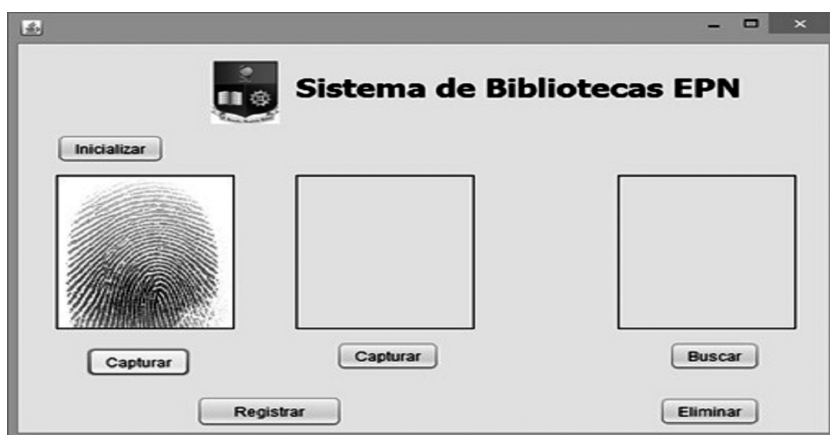 Sistema de Bibliotecas EPN
Inicializar
Capturar
Capturar
Buscar
Registrar
Eliminar